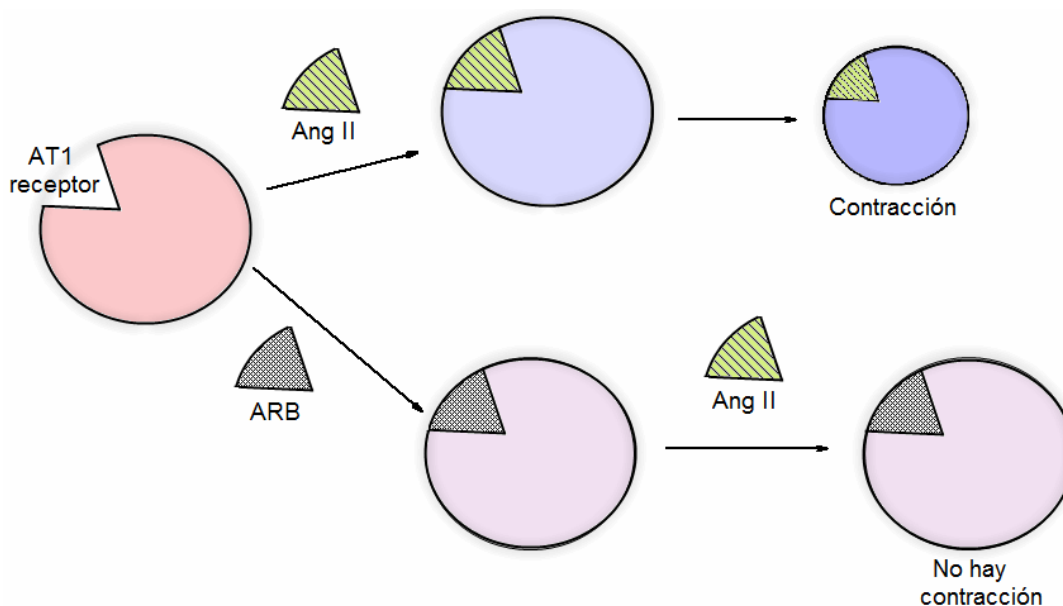 AT1
receptor
Ang II
Contracción
ARB
Ang II
No hay
contracción